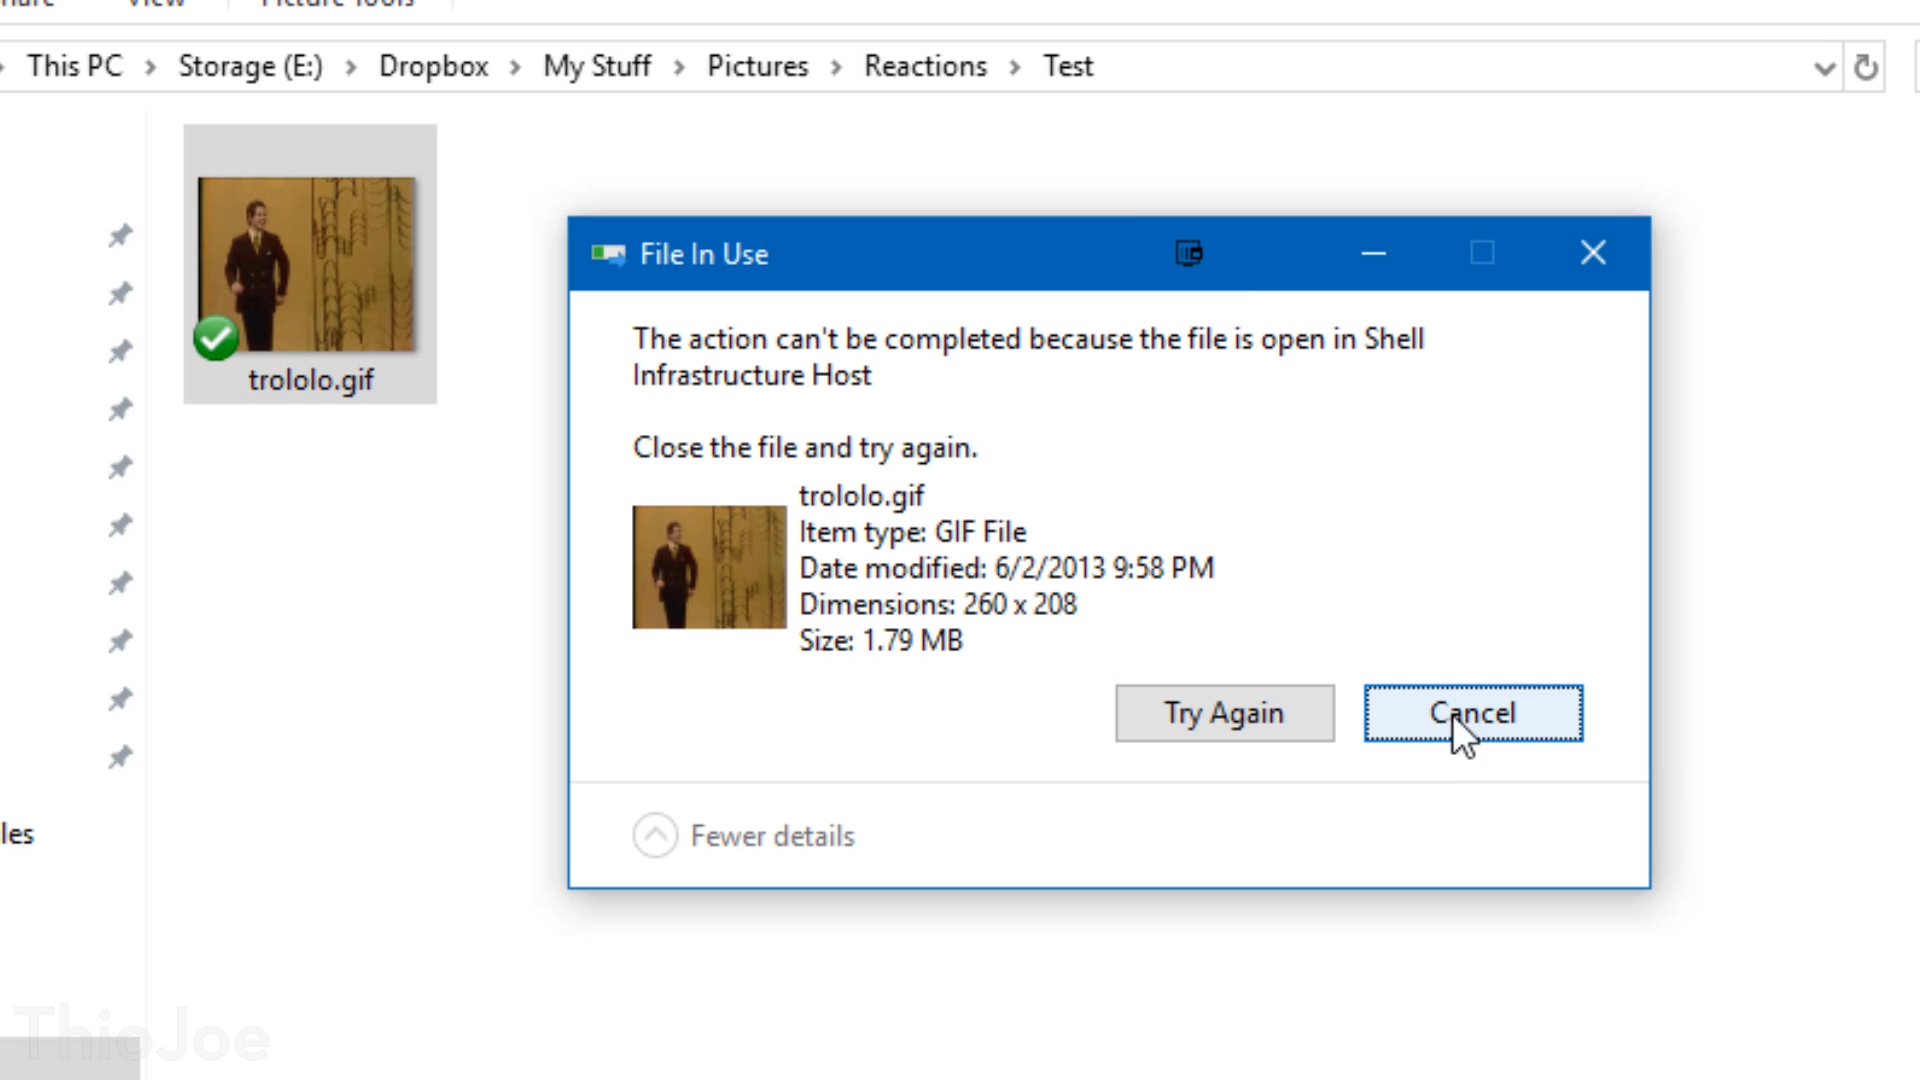 View
Picture Tools
This PC > Storage (E:) > Dropbox > My Stuff > Pictures > Reactions > Test
trololo.gif
File In Use
The action can't be completed because the file is open in Shell
Infrastructure Host
Close the file and try again.
trololo.gif
Item type: GIF File
Date modified: 6/2/2013 9:58 PM
Dimensions: 260 x 208
Size: 1.79 MB
Try Again
Cancel
Fewer details
les
ThioJoe